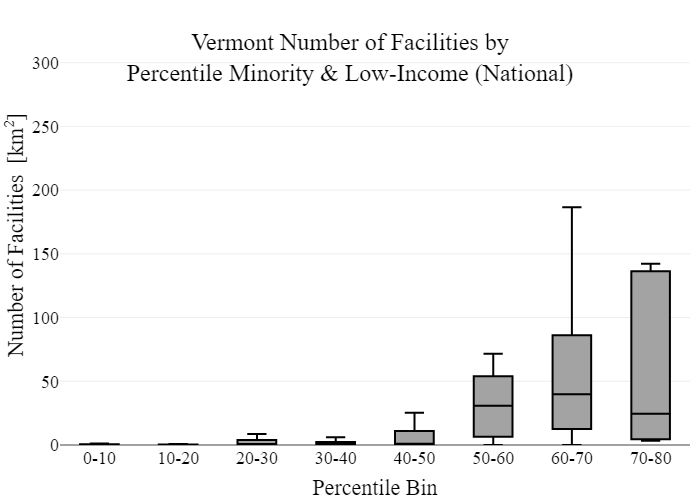 Vermont Number of Facilities by
Percentile Minority & Low-Income (National)
Number of Facilities [km²]
300
250
200
150
100
50
0
0-10 10-20 20-30 30-40 40-50 50-60 60-70 70-80
Percentile Bin